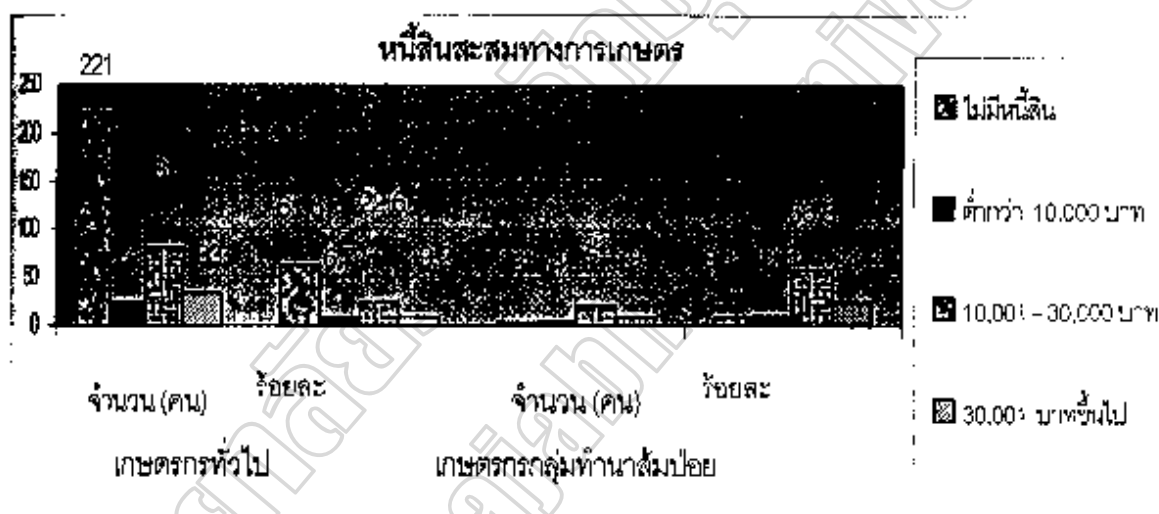 หนี้สินสะสมทางการเกษตร
221
250
200
150
100
50
0
จำนวน (คน)
ร้อยละ
จำนวน (คน)
ร้อยละ
เกษตรกรทั่วไป
เกษตรกรกลุ่มทำนาส้มป่อย
ไม่มีหนี้สิน
ต่ำกว่า 10,000 บาท
10,001 - 30,000 บาท
30,001 บาทขึ้นไป